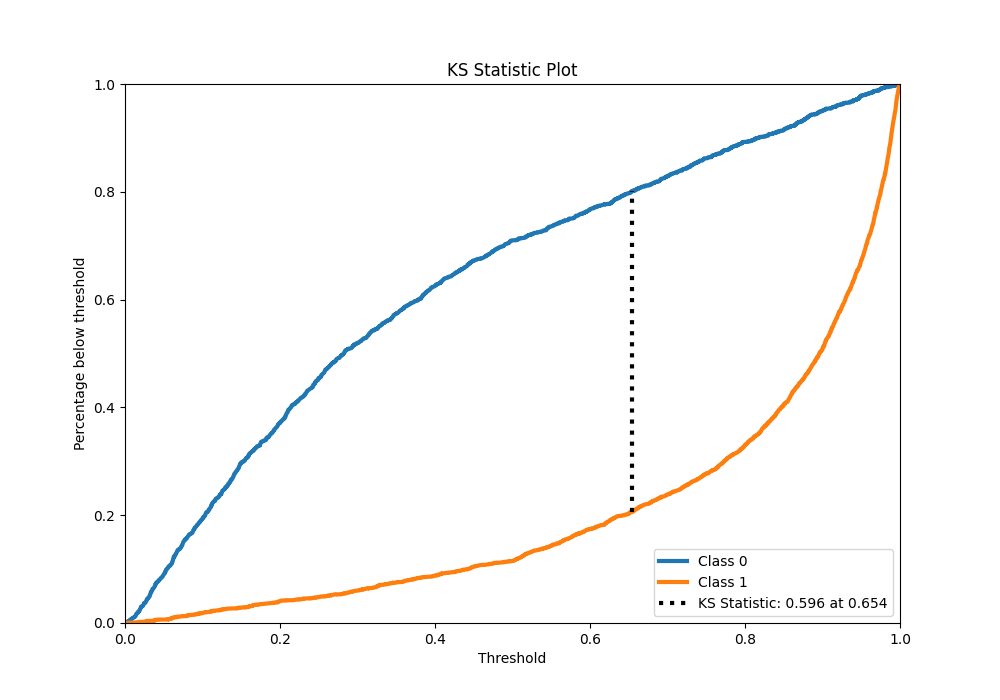 KS Statistic Plot
1.0
0.8
0.6
0.4
0.2
0.0
Percentage below threshold
0.0 0.2 0.4 0.6 0.8 1.0
Threshold
Class 0
Class 1
KS Statistic: 0.596 at 0.654